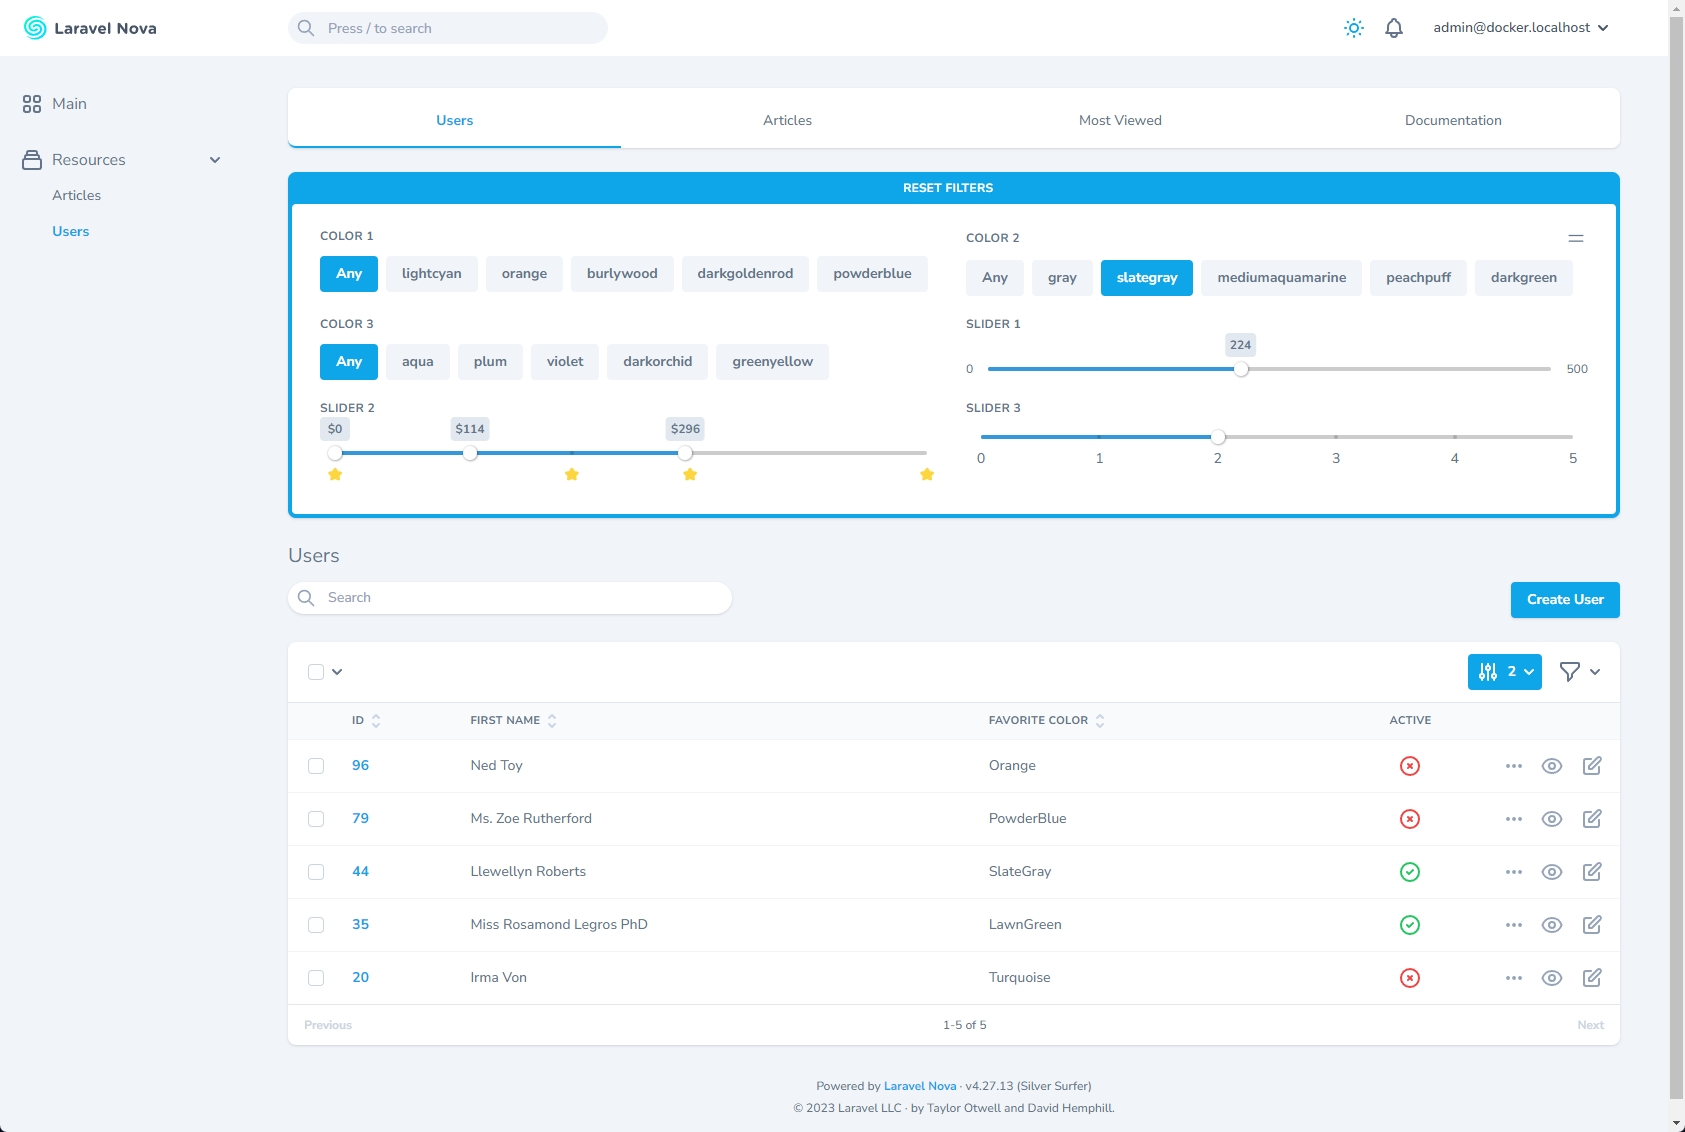 Laravel Nova
Press / to search
admin@docker.localhost
Main
Resources
Articles
Users
Users Articles Most Viewed Documentation
RESET FILTERS
COLOR 1
Any lightcyan orange burlywood darkgoldenrod powderblue
COLOR 2
Any gray slategray mediumaquamarine peachpuff darkgreen
COLOR 3
Any aqua plum violet darkorchid greenyellow
SLIDER 1
224
0 500
SLIDER 2
$0 $114 $296
SLIDER 3
0 1 2 3 4 5
Users
Search
Create User
2
ID FIRST NAME FAVORITE COLOR ACTIVE
96 Ned Toy Orange
79 Ms. Zoe Rutherford PowderBlue
44 Llewellyn Roberts SlateGray
35 Miss Rosamond Legros PhD LawnGreen
20 Irma Von Turquoise
Previous 1-5 of 5 Next
Powered by Laravel Nova · v4.27.13 (Silver Surfer)
© 2023 Laravel LLC · by Taylor Otwell and David Hemphill.